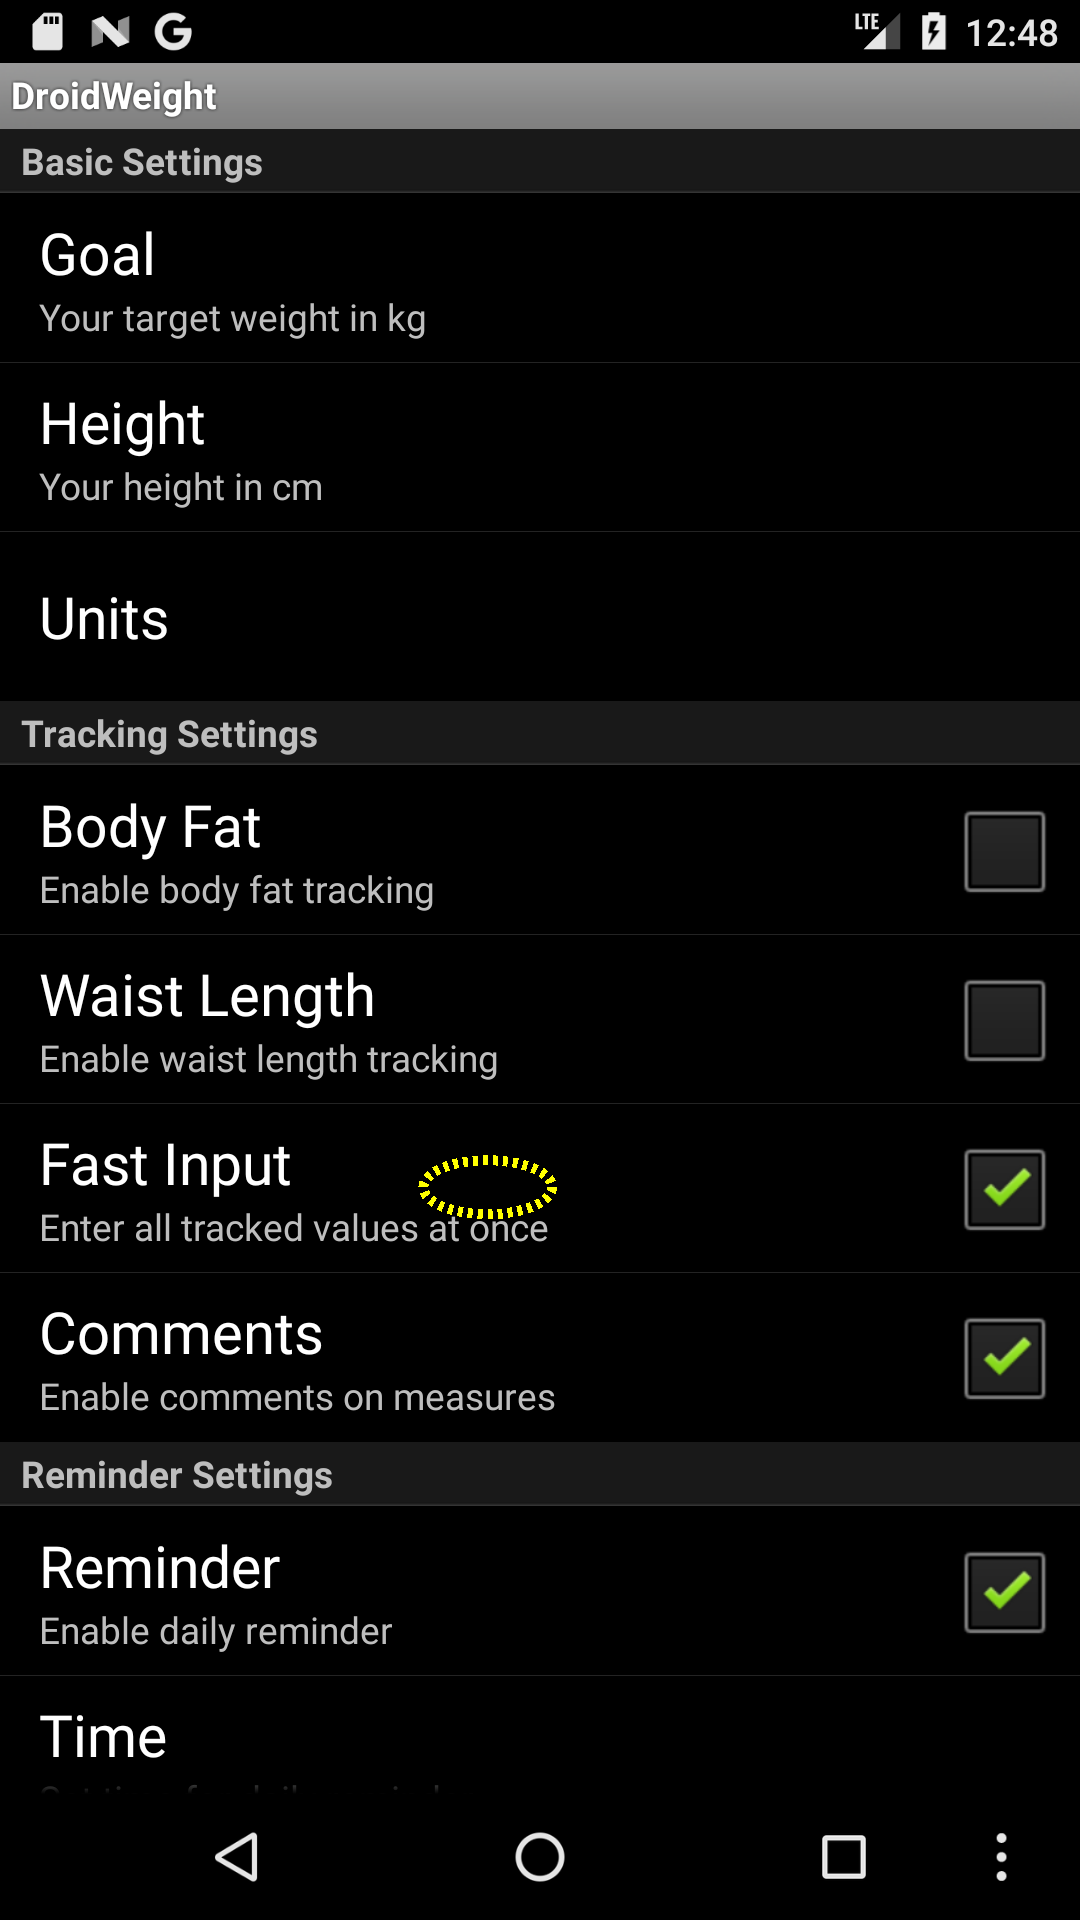 LTE 12:48
DroidWeight
Basic Settings
Goal
Your target weight in kg
Height
Your height in cm
Units
Tracking Settings
Body Fat
Enable body fat tracking
Waist Length
Enable waist length tracking
Fast Input
Enter all tracked values at once
Comments
Enable comments on measures
Reminder Settings
Reminder
Enable daily reminder
Time